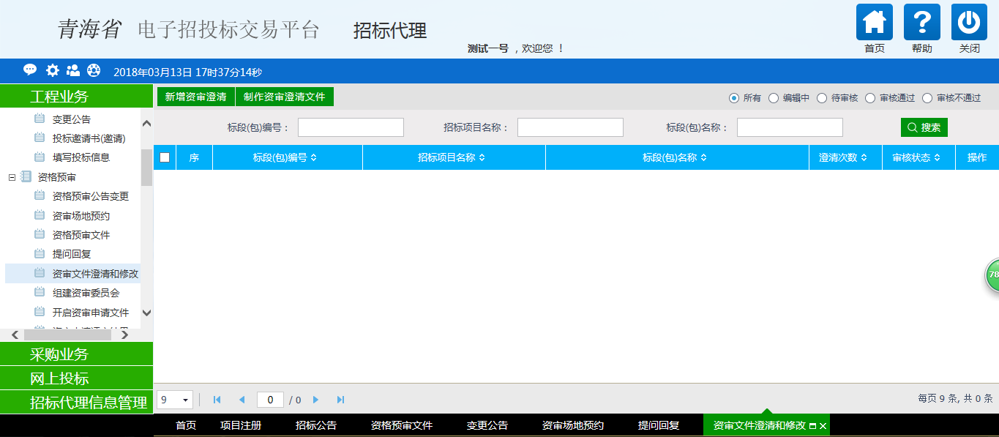 青海省 电子招投标交易平台 招标代理
测试一号 ，欢迎您 ！
首页 帮助 关闭
2018年03月13日 17时37分14秒
工程业务
变更公告
投标邀请书(邀请)
填写投标信息
资格预审
资格预审公告变更
资审场地预约
资格预审文件
提问回复
资审文件澄清和修改
组建资审委员会
开启资审申请文件
采购业务
网上投标
招标代理信息管理
新增资审澄清 制作资审澄清文件
所有 编辑中 待审核 审核通过 审核不通过
标段(包)编号： 招标项目名称： 标段(包)名称： 搜索
序 标段(包)编号 招标项目名称 标段(包)名称 澄清次数 审核状态 操作
78
9 0 / 0 每页 9 条, 共 0 条
首页 项目注册 招标公告 资格预审文件 变更公告 资审场地预约 提问回复 资审文件澄清和修改